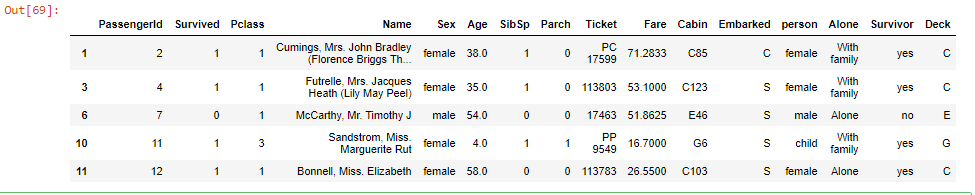 Out[69]:
PassengerId Survived Pclass Name Sex Age SibSp Parch Ticket Fare Cabin Embarked person Alone Survivor Deck
1 2 1 1 Cumings, Mrs. John Bradley (Florence Briggs Th... female 38.0 1 0 PC 17599 71.2833 C85 C female With family yes C
3 4 1 1 Futrelle, Mrs. Jacques Heath (Lily May Peel) female 35.0 1 0 113803 53.1000 C123 S female With family yes C
6 7 0 1 McCarthy, Mr. Timothy J male 54.0 0 0 17463 51.8625 E46 S male Alone no E
10 11 1 3 Sandstrom, Miss. Marguerite Rut female 4.0 1 1 PP 9549 16.7000 G6 S child With family yes G
11 12 1 1 Bonnell, Miss. Elizabeth female 58.0 0 0 113783 26.5500 C103 S female Alone yes C